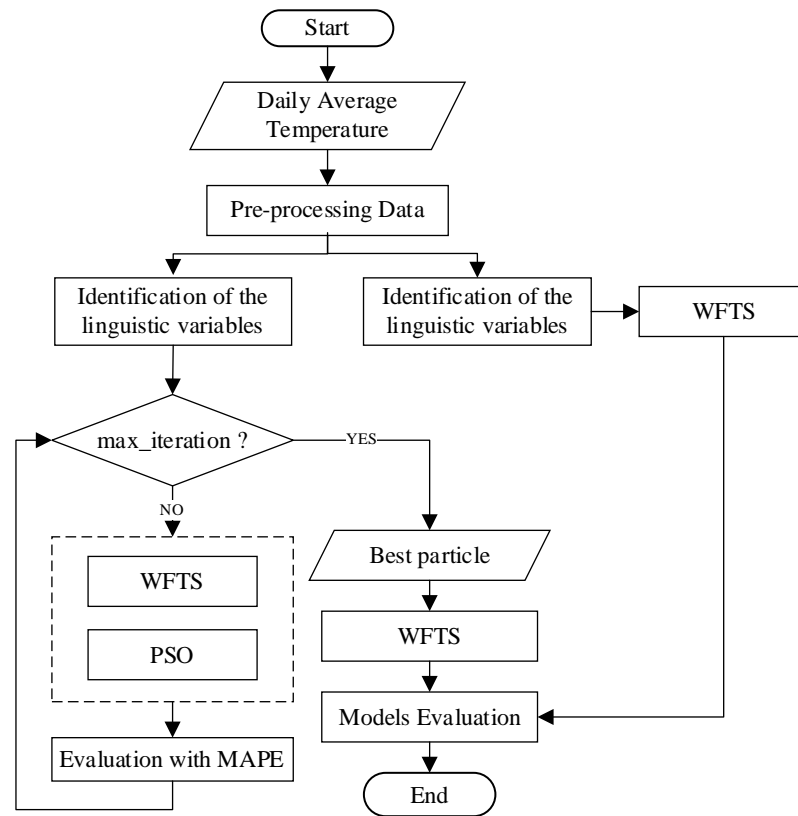 Start
Daily Average
Temperature
Pre-processing Data
Identification of the
linguistic variables
Identification of the
linguistic variables
WFTS
max_iteration ?
YES
NO
WFTS
PSO
Evaluation with MAPE
Best particle
WFTS
Models Evaluation
End